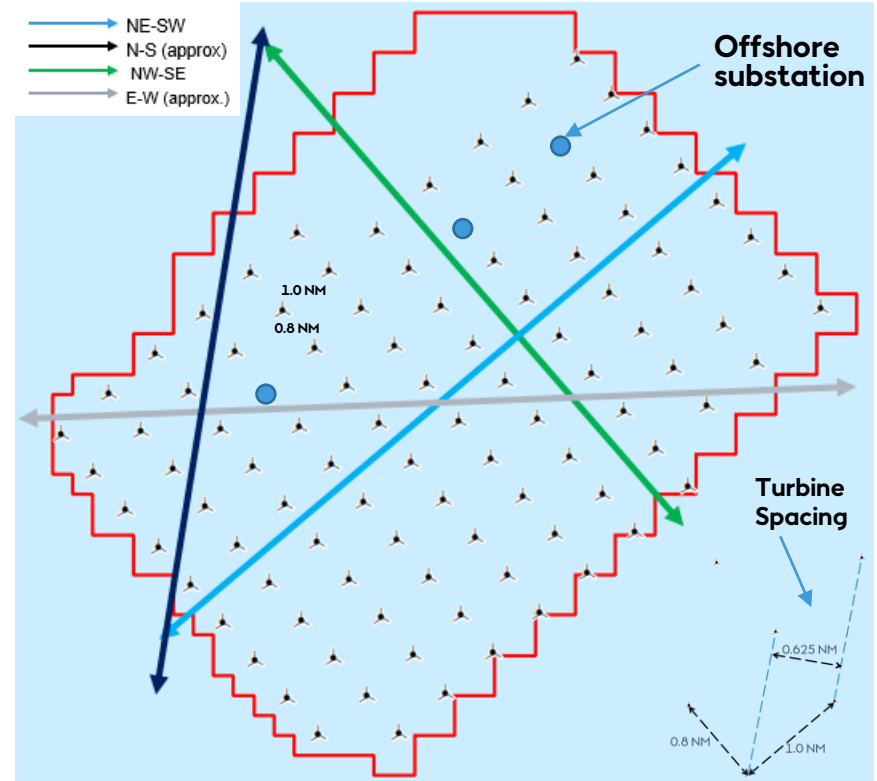 NE-SW
N-S (approx)
NW-SE
E-W (approx.)
Offshore
substation
1.0 NM
0.8 NM
Turbine
Spacing
0.625 NM
0.8 NM
1.0 NM